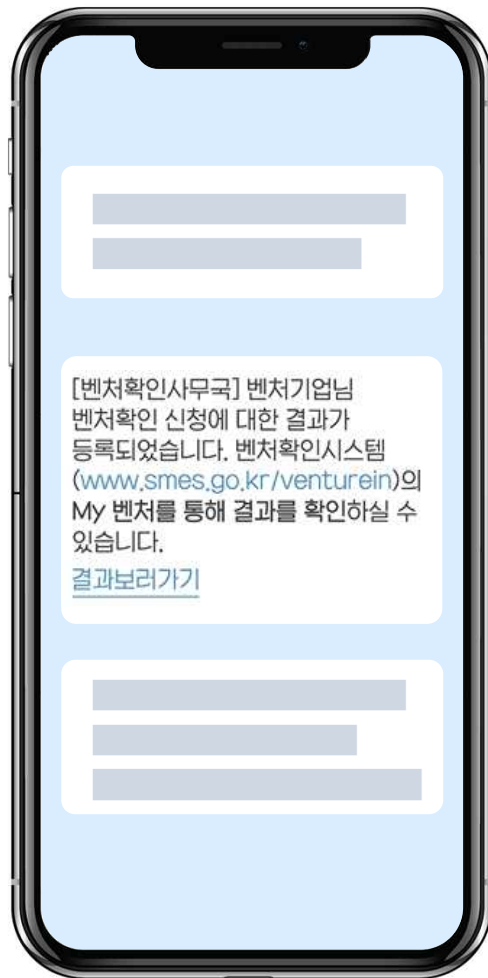 [벤처확인사무국] 벤처기업님
벤처확인 신청에 대한 결과가
등록되었습니다. 벤처확인시스템
(www.smes.go.kr/venturein)의
My 벤처를 통해 결과를 확인하실 수
있습니다.
결과보러가기